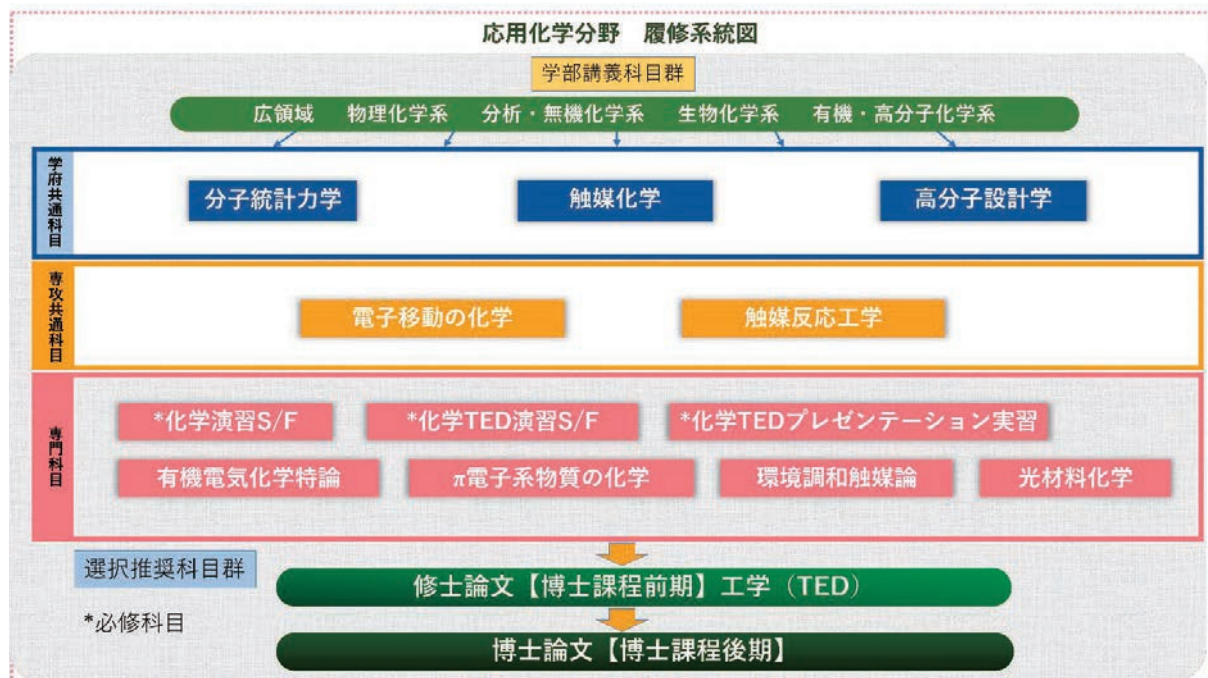 応用化学分野　履修系統図
学部講義科目群
広領域　物理化学系　分析・無機化学系　生物化学系　有機・高分子化学系
学府共通科目
分子統計力学　触媒化学　高分子設計学
専攻共通科目
電子移動の化学　触媒反応工学
専門科目
*化学演習S/F　*化学TED演習S/F　*化学TEDプレゼンテーション実習
有機電気化学特論　π電子系物質の化学　環境調和触媒論　光材料化学
選択推奨科目群
*必修科目
修士論文【博士課程前期】工学（TED）
博士論文【博士課程後期】